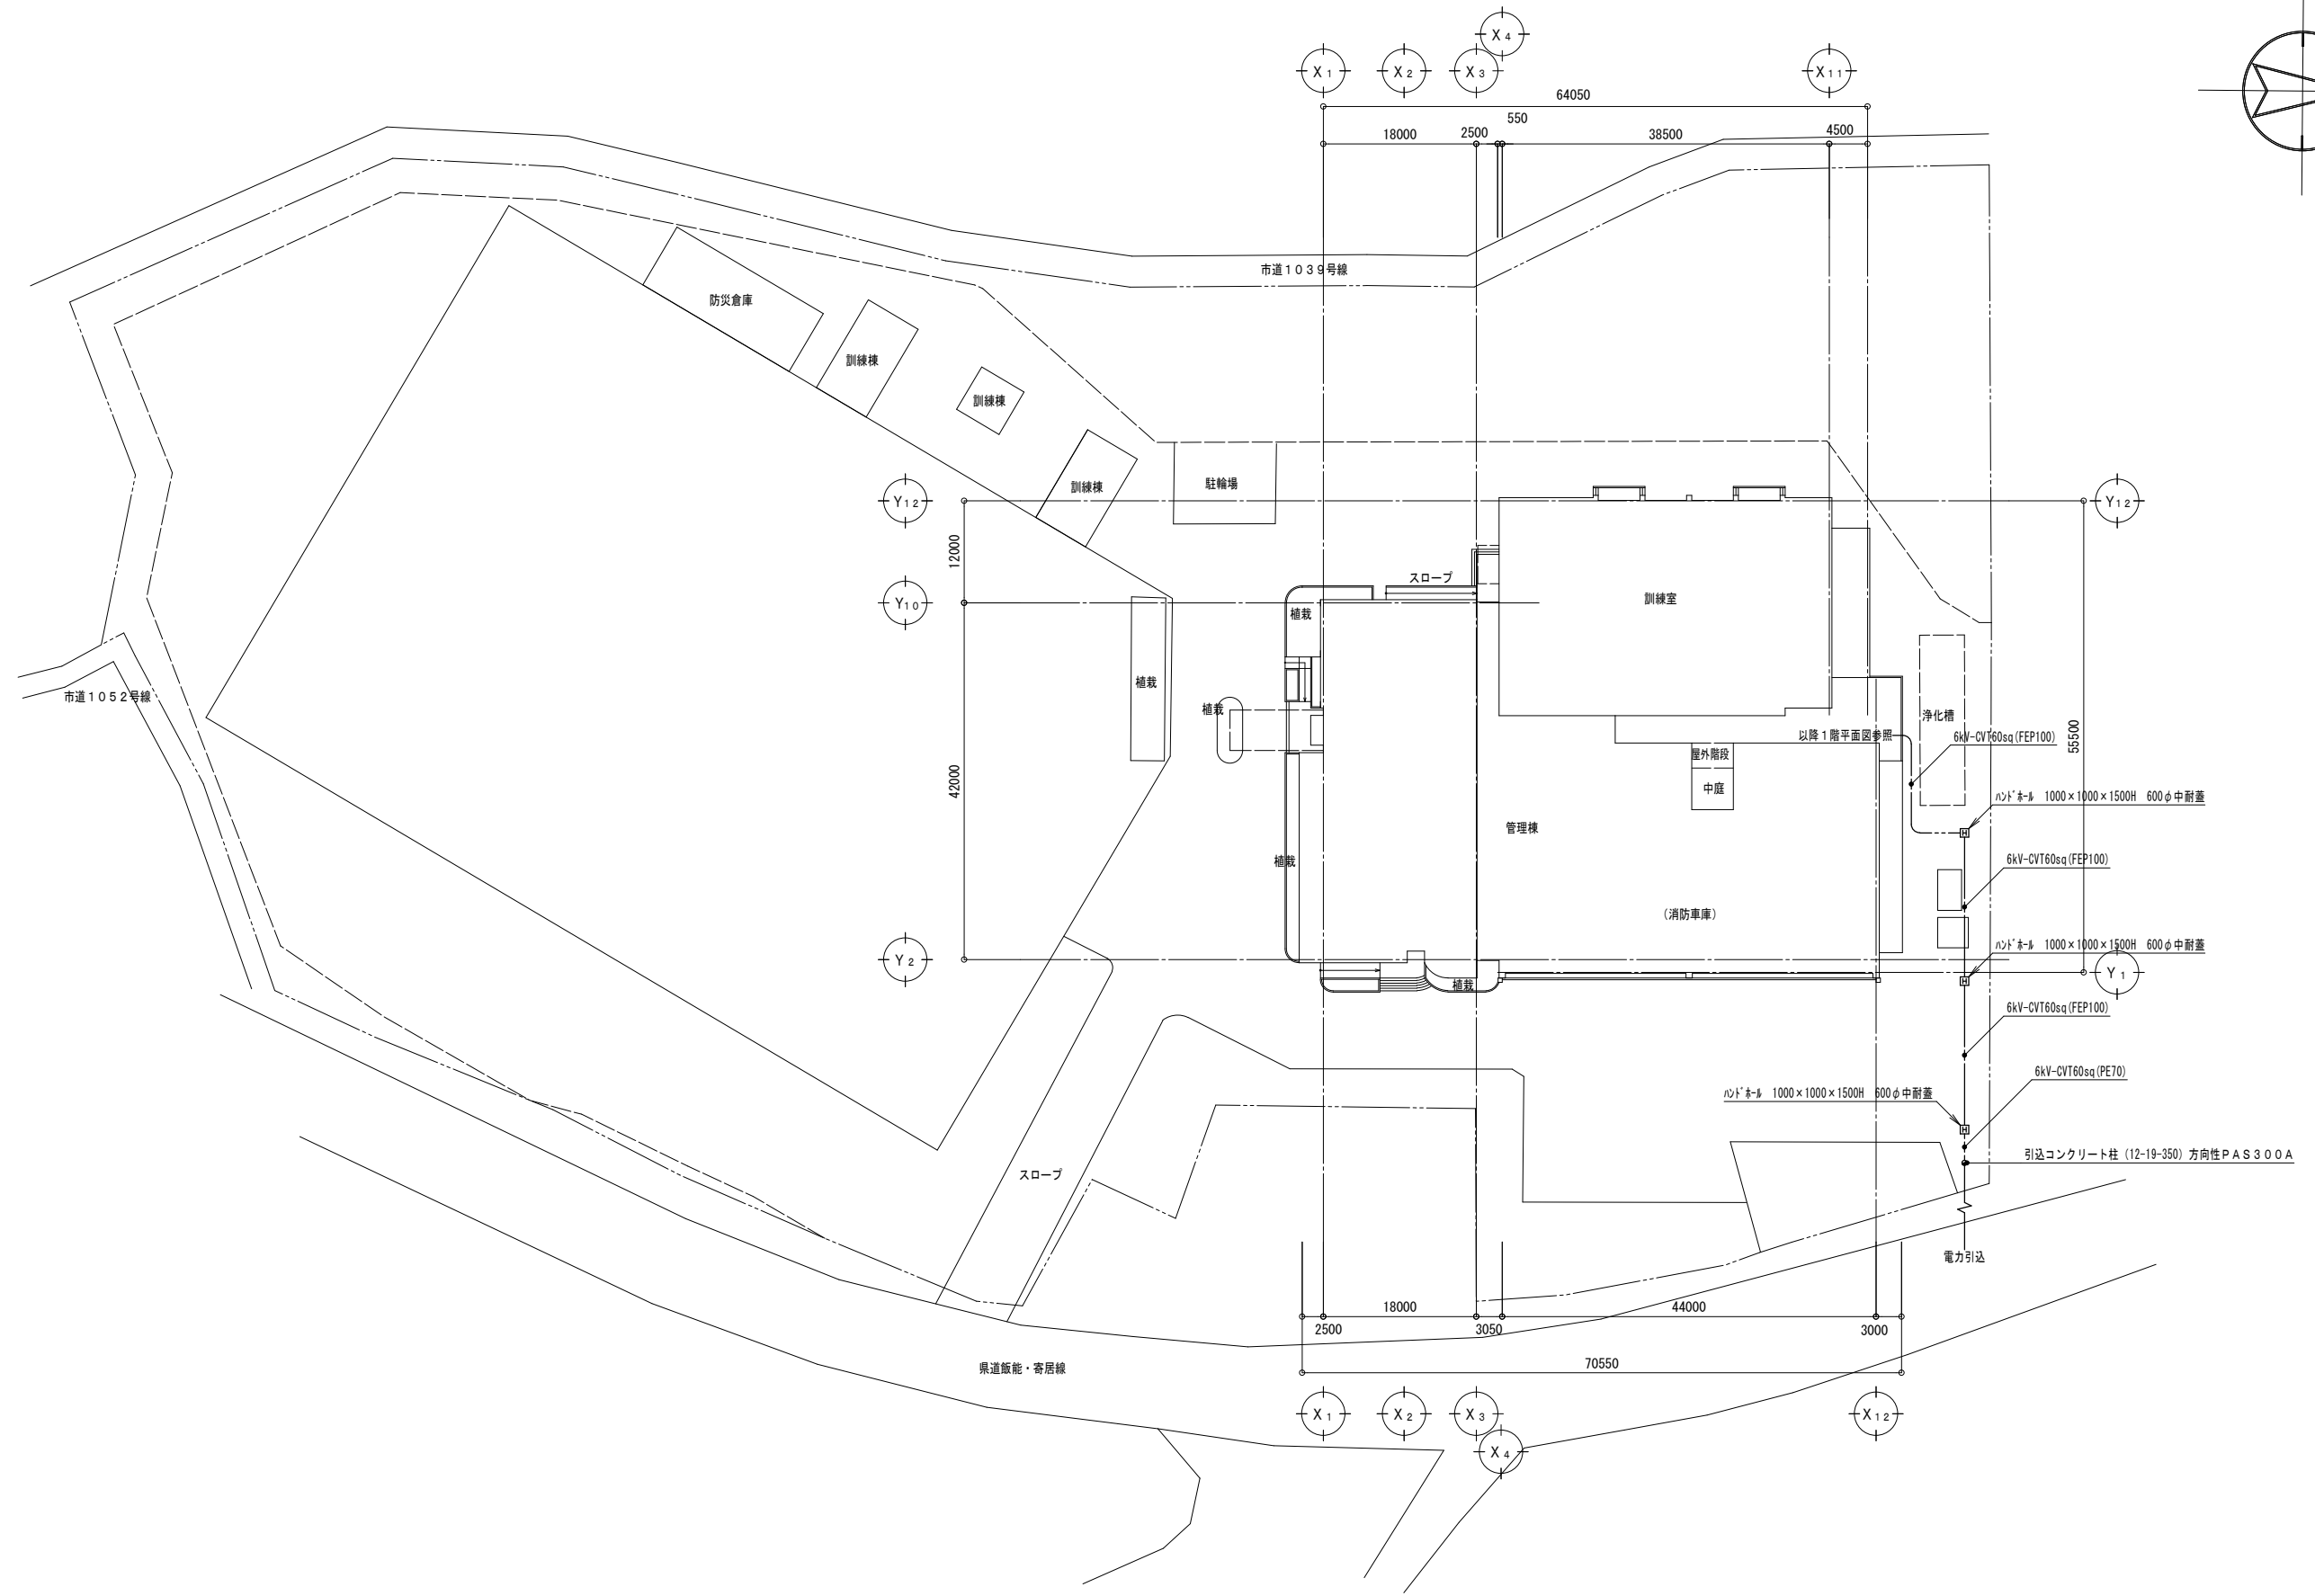 X4
X1
X2
X3
X11
64050
550
18000
2500
38500
4500
市道1039号線
防災倉庫
訓練棟
訓練棟
訓練棟
駐輪場
Y12
Y12
12000
スロープ
Y10
訓練室
植栽
植栽
市道1052号線
植栽
浄化槽
以降1階平面図参照
6kV-CVT60sq(FEP100)
55500
屋外階段
中庭
42000
ハンドホール 1000×1000×1500H 600φ中耐蓋
管理棟
植栽
6kV-CVT60sq(FEP100)
(消防車庫)
ハンドホール 1000×1000×1500H 600φ中耐蓋
Y2
Y1
植栽
6kV-CVT60sq(FEP100)
6kV-CVT60sq(PE70)
ハンドホール 1000×1000×1500H 600φ中耐蓋
引込コンクリート柱 (12-19-350) 方向性PAS300A
スロープ
電力引込
18000
44000
2500
3050
3000
県道飯能・寄居線
70550
X1
X2
X3
X12
X4
H
H
H